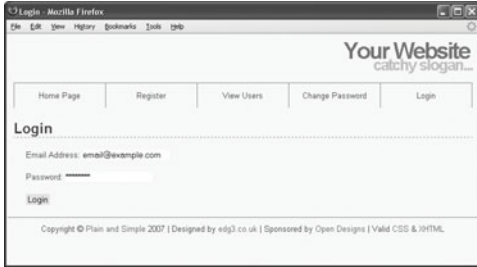 Login - Mozilla Firefox
File Edit View History Bookmarks Tools Help
Your Website
catchy slogan...
Home Page Register View Users Change Password Login
Login
Email Address: email@example.com
Password: ********
Login
Copyright © Plain and Simple 2007 | Designed by edg3.co.uk | Sponsored by Open Designs | Valid CSS & XHTML